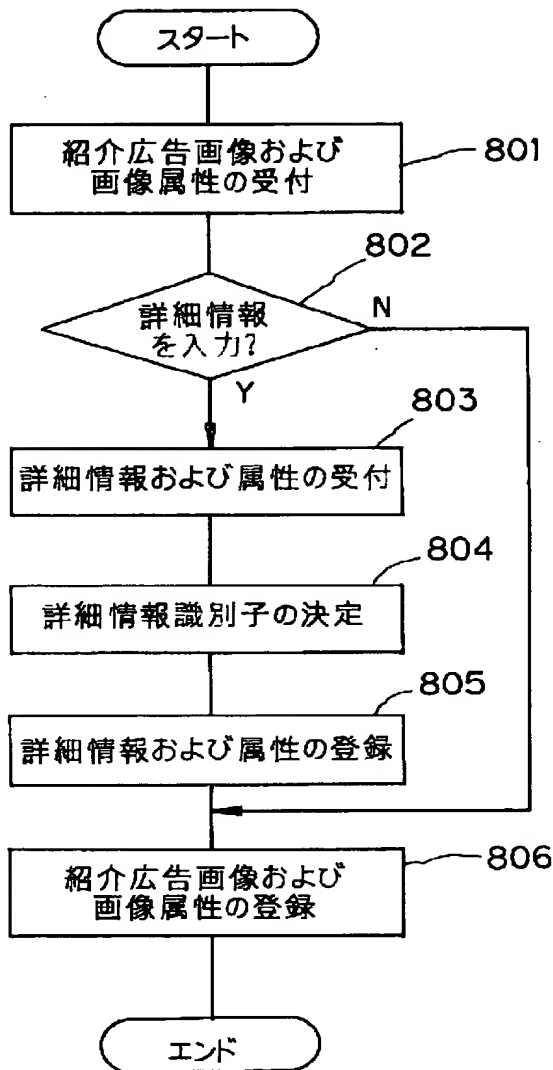 スタート
紹介広告画像および
画像属性の受付
801
802
詳細情報
を入力?
N
Y
803
詳細情報および属性の受付
804
詳細情報識別子の決定
805
詳細情報および属性の登録
806
紹介広告画像および
画像属性の登録
エンド